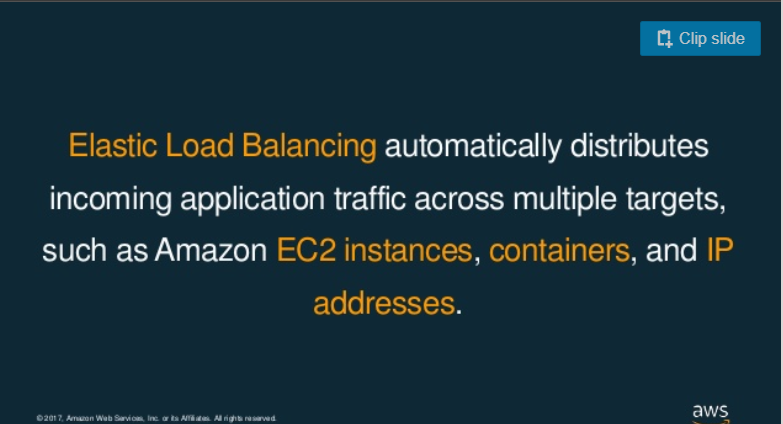 Clip slide
Elastic Load Balancing automatically distributes
incoming application traffic across multiple targets,
such as Amazon EC2 instances, containers, and IP
addresses.
© 2017, Amazon Web Services, Inc. or its Affiliates. All rights reserved.
aws